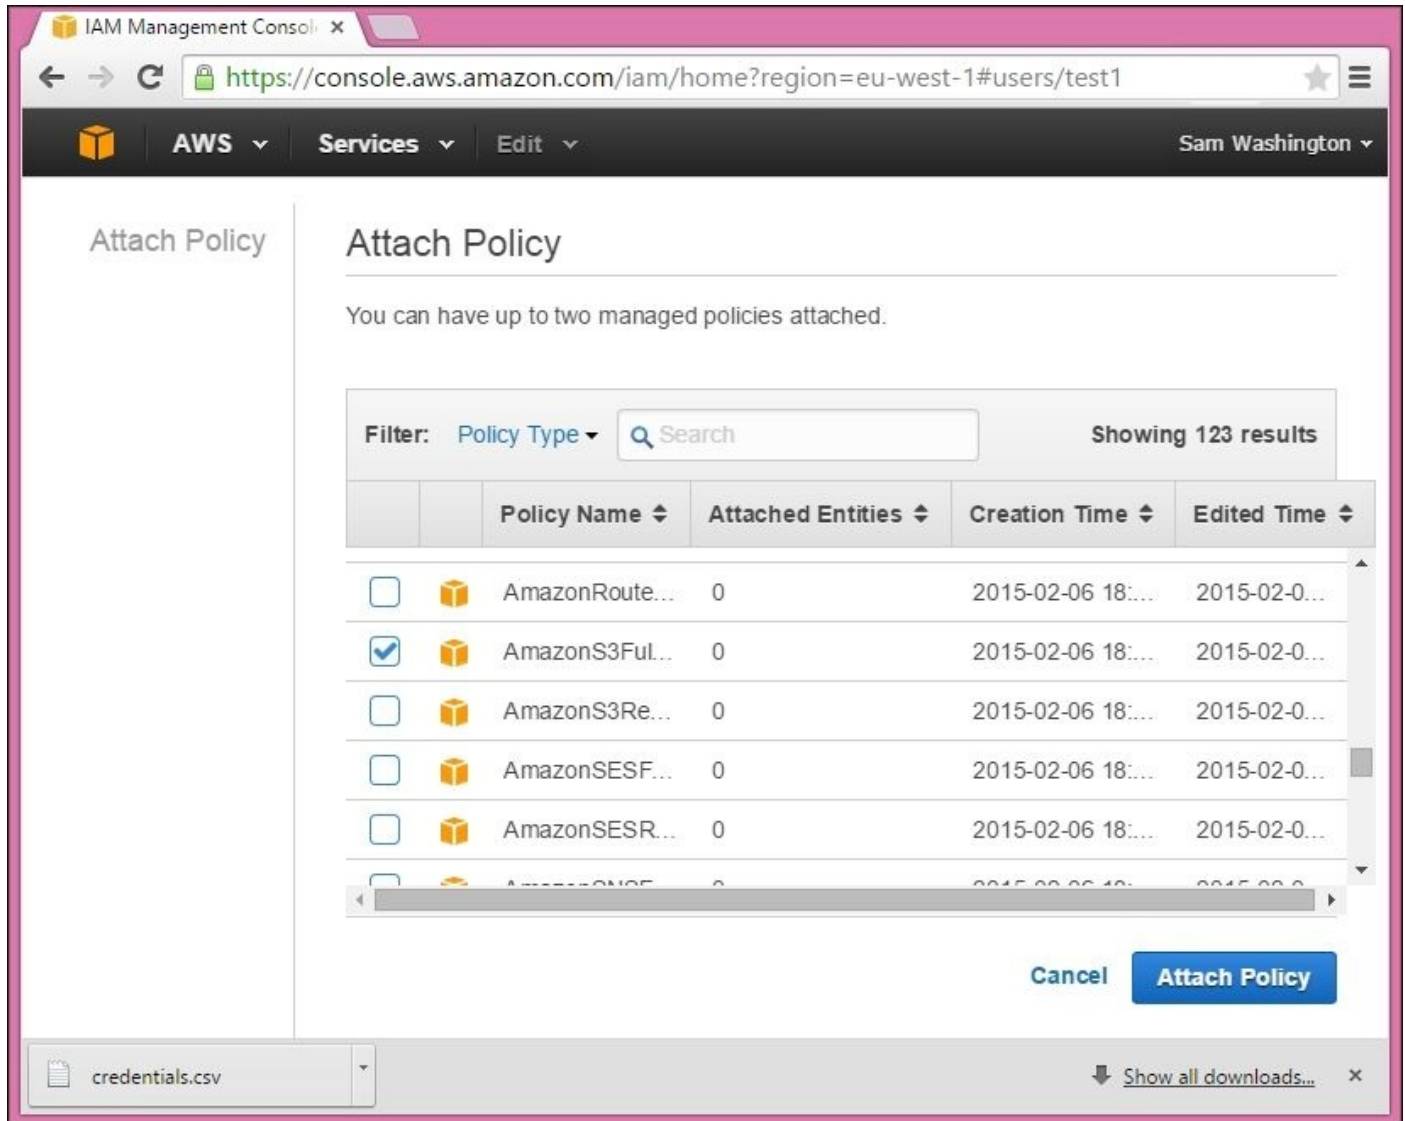 IAM Management Consol
https://console.aws.amazon.com/iam/home?region=eu-west-1#users/test1
AWS Services Edit Sam Washington
Attach Policy
Attach Policy
You can have up to two managed policies attached.
Filter: Policy Type Search Showing 123 results
Policy Name Attached Entities Creation Time Edited Time
AmazonRoute... 0 2015-02-06 18:... 2015-02-0...
AmazonS3Ful... 0 2015-02-06 18:... 2015-02-0...
AmazonS3Re... 0 2015-02-06 18:... 2015-02-0...
AmazonSESF... 0 2015-02-06 18:... 2015-02-0...
AmazonSESR... 0 2015-02-06 18:... 2015-02-0...
Cancel Attach Policy
credentials.csv Show all downloads...